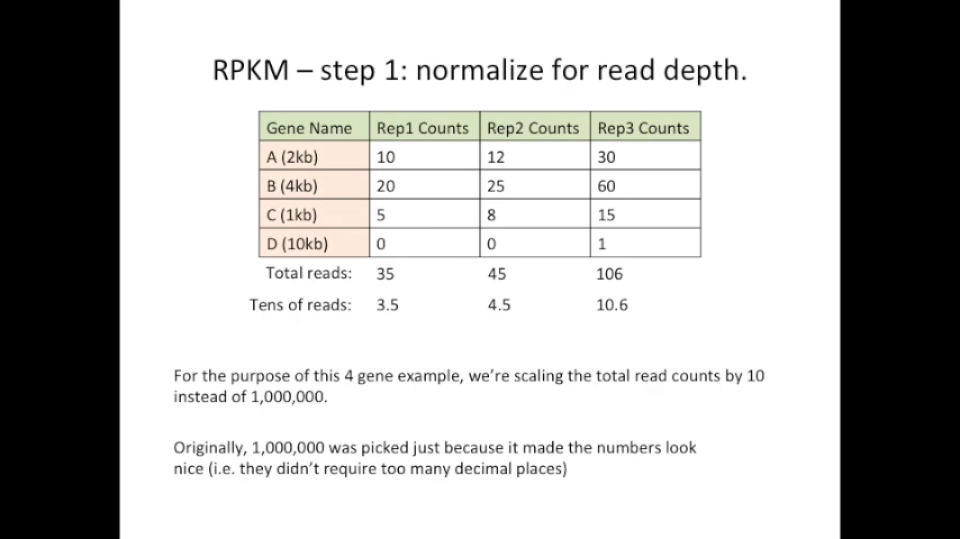 RPKM – step 1: normalize for read depth.
Gene Name Rep1 Counts Rep2 Counts Rep3 Counts
A (2kb) 10 12 30
B (4kb) 20 25 60
C (1kb) 5 8 15
D (10kb) 0 0 1
Total reads: 35 45 106
Tens of reads: 3.5 4.5 10.6
For the purpose of this 4 gene example, we’re scaling the total read counts by 10
instead of 1,000,000.
Originally, 1,000,000 was picked just because it made the numbers look
nice (i.e. they didn’t require too many decimal places)